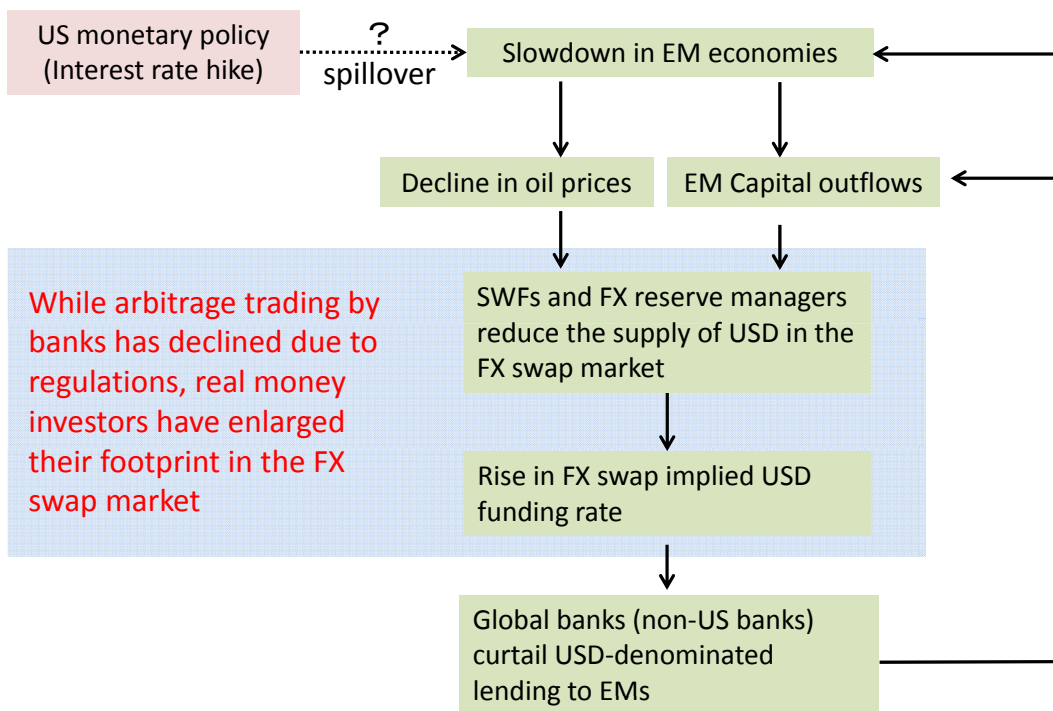 US monetary policy
(Interest rate hike)
?
spillover
Slowdown in EM economies
Decline in oil prices
EM Capital outflows
While arbitrage trading by
banks has declined due to
regulations, real money
investors have enlarged
their footprint in the FX
swap market
SWFs and FX reserve managers
reduce the supply of USD in the
FX swap market
Rise in FX swap implied USD
funding rate
Global banks (non-US banks)
curtail USD-denominated
lending to EMs